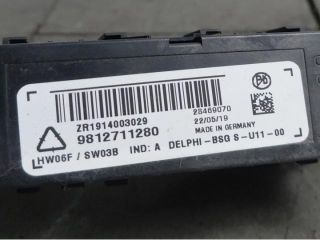 ZR1914003029
9812711280
28469070
22/05/19
MADE IN GERMANY
HW06F / SW03B IND: A DELPHI-BSG S-U11-00